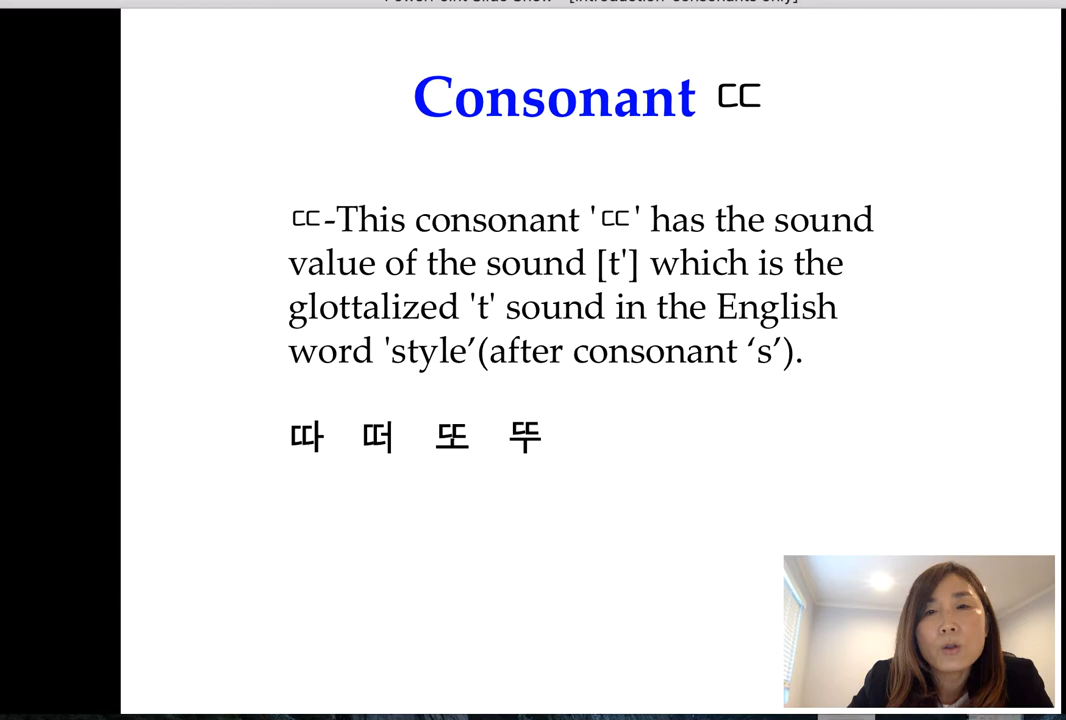 Consonant ㄸ
ㄸ-This consonant 'ㄸ' has the sound
value of the sound [t'] which is the
glottalized 't' sound in the English
word 'style’(after consonant ‘s’).
따 떠 또 뚜